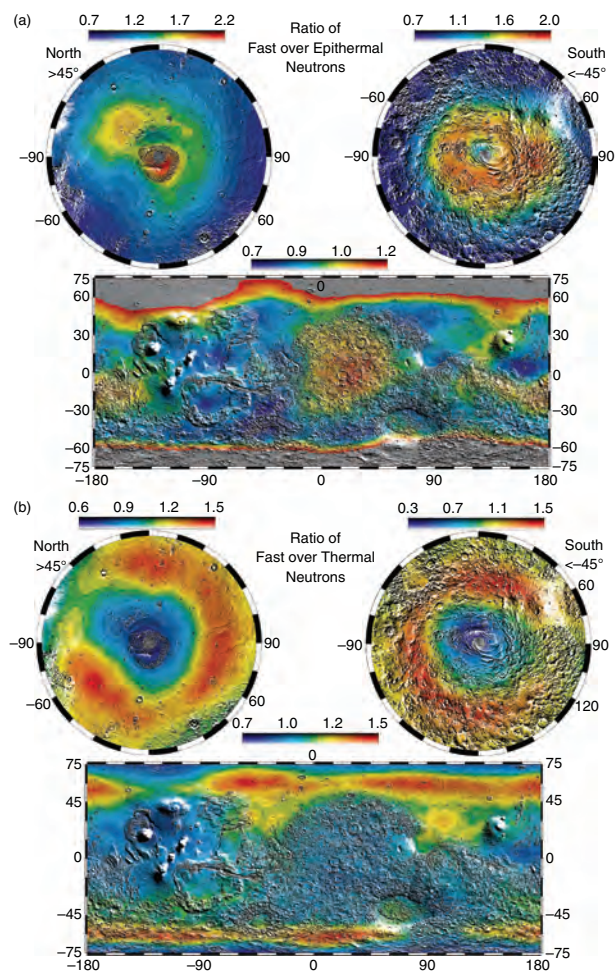 (a)
0.7 1.2 1.7 2.2
Ratio of
Fast over Epithermal
Neutrons
0.7 1.1 1.6 2.0
North
>45°
South
<−45°
−60
60
−90
90
−90
90
−60
60
0.7 0.9 1.0 1.2
75
0
75
60
60
30
30
0
0
−30
−30
−60
−60
−75
−75
−180 −90 0 90 180
(b)
0.6 0.9 1.2 1.5
Ratio of
Fast over Thermal
Neutrons
0.3 0.7 1.1 1.5
North
>45°
South
<−45°
60
−90
90
−90
90
−60
60
120
0.7 1.0 1.2 1.5
75
0
75
45
45
0
0
−45
−45
−75
−75
−180 −90 0 90 180